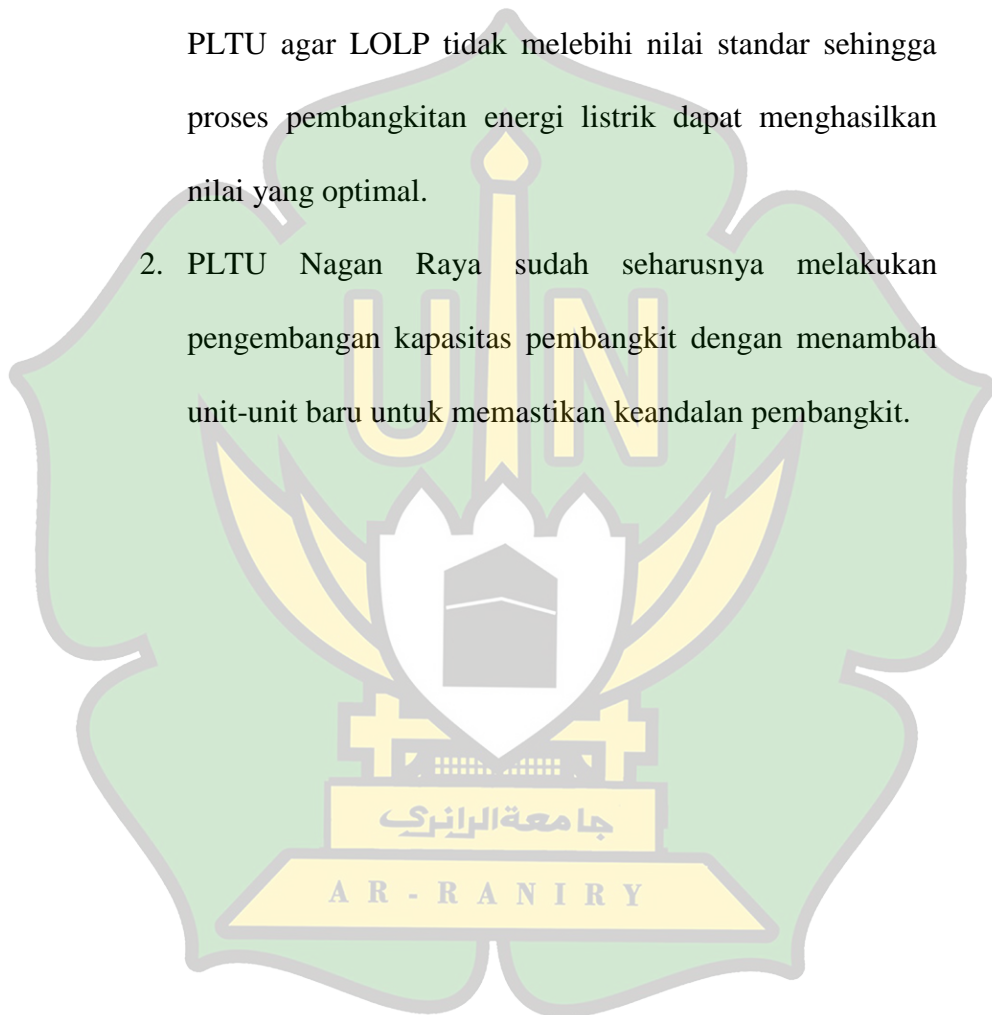 PLTU agar LOLP tidak melebihi nilai standar sehingga
proses pembangkitan energi listrik dapat menghasilkan
nilai yang optimal.
2. PLTU Nagan Raya sudah seharusnya melakukan
pengembangan kapasitas pembangkit dengan menambah
unit-unit baru untuk memastikan keandalan pembangkit.
UIN
جامعةالرانري
AR-RANIRY